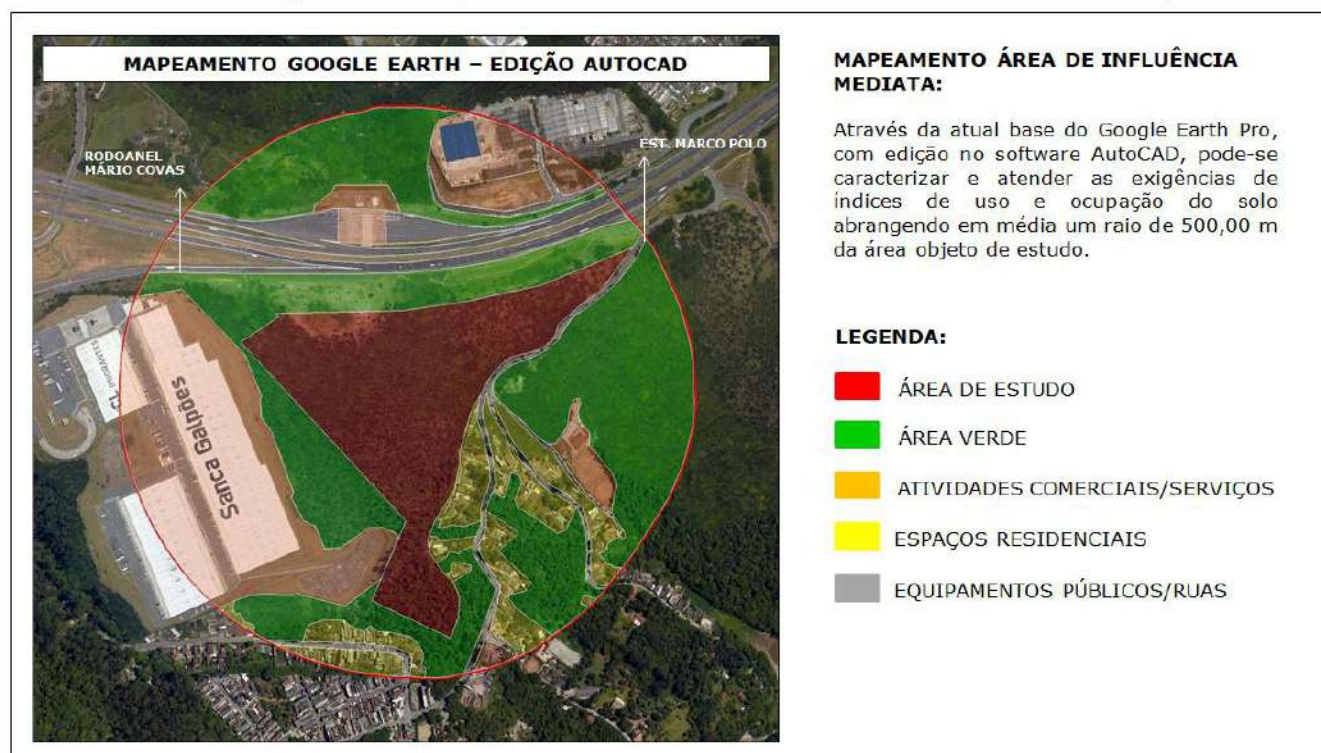 MAPEAMENTO GOOGLE EARTH – EDIÇÃO AUTOCAD
RODOANEL
MÁRIO COVAS
EST. MARCO PÓLO
CL IMIGRANTES
Sanca Galpões
MAPEAMENTO ÁREA DE INFLUÊNCIA
MEDIATA:
Através da atual base do Google Earth Pro,
com edição no software AutoCAD, pode-se
caracterizar e atender as exigências de
índices de uso e ocupação do solo
abrangendo em média um raio de 500,00 m
da área objeto de estudo.
LEGENDA:
ÁREA DE ESTUDO
ÁREA VERDE
ATIVIDADES COMERCIAIS/SERVIÇOS
ESPAÇOS RESIDENCIAIS
EQUIPAMENTOS PÚBLICOS/RUAS